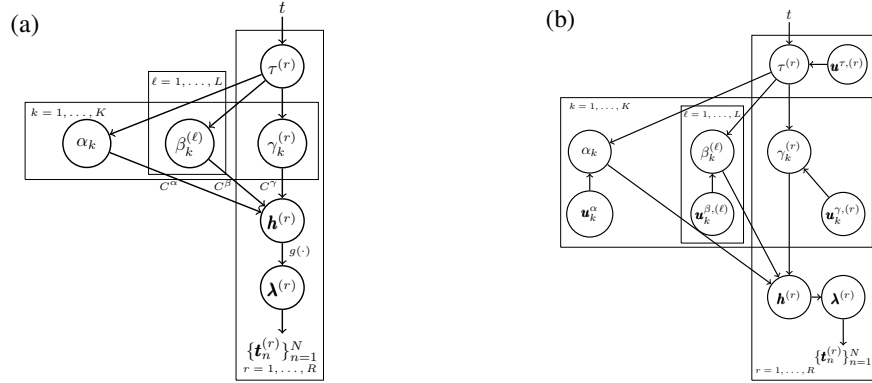 (a)
t
τ^{(r)}
ℓ = 1, . . . , L
k = 1, . . . , K
α_k
β_k^{(ℓ)}
γ_k^{(r)}
C^α
C^β
C^γ
h^{(r)}
g(·)
λ^{(r)}
{t_n^{(r)}}_{n=1}^N
r = 1, . . . , R
(b)
t
τ^{(r)}
u^{τ,(r)}
k = 1, . . . , K
ℓ = 1, . . . , L
α_k
β_k^{(ℓ)}
γ_k^{(r)}
u_k^α
u_k^{β,(ℓ)}
u_k^{γ,(r)}
h^{(r)}
λ^{(r)}
{t_n^{(r)}}_{n=1}^N
r = 1, . . . , R